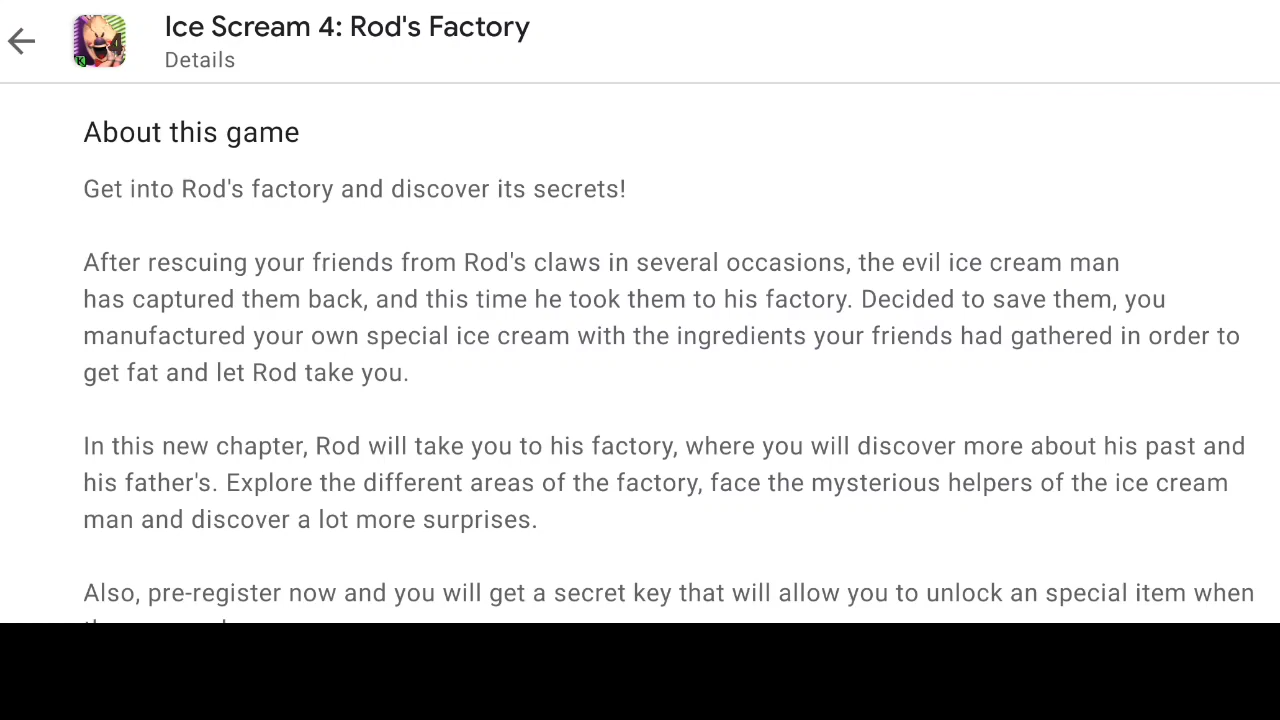 Ice Scream 4: Rod's Factory
Details
About this game
Get into Rod's factory and discover its secrets!
After rescuing your friends from Rod's claws in several occasions, the evil ice cream man
has captured them back, and this time he took them to his factory. Decided to save them, you
manufactured your own special ice cream with the ingredients your friends had gathered in order to
get fat and let Rod take you.
In this new chapter, Rod will take you to his factory, where you will discover more about his past and
his father's. Explore the different areas of the factory, face the mysterious helpers of the ice cream
man and discover a lot more surprises.
Also, pre-register now and you will get a secret key that will allow you to unlock an special item when